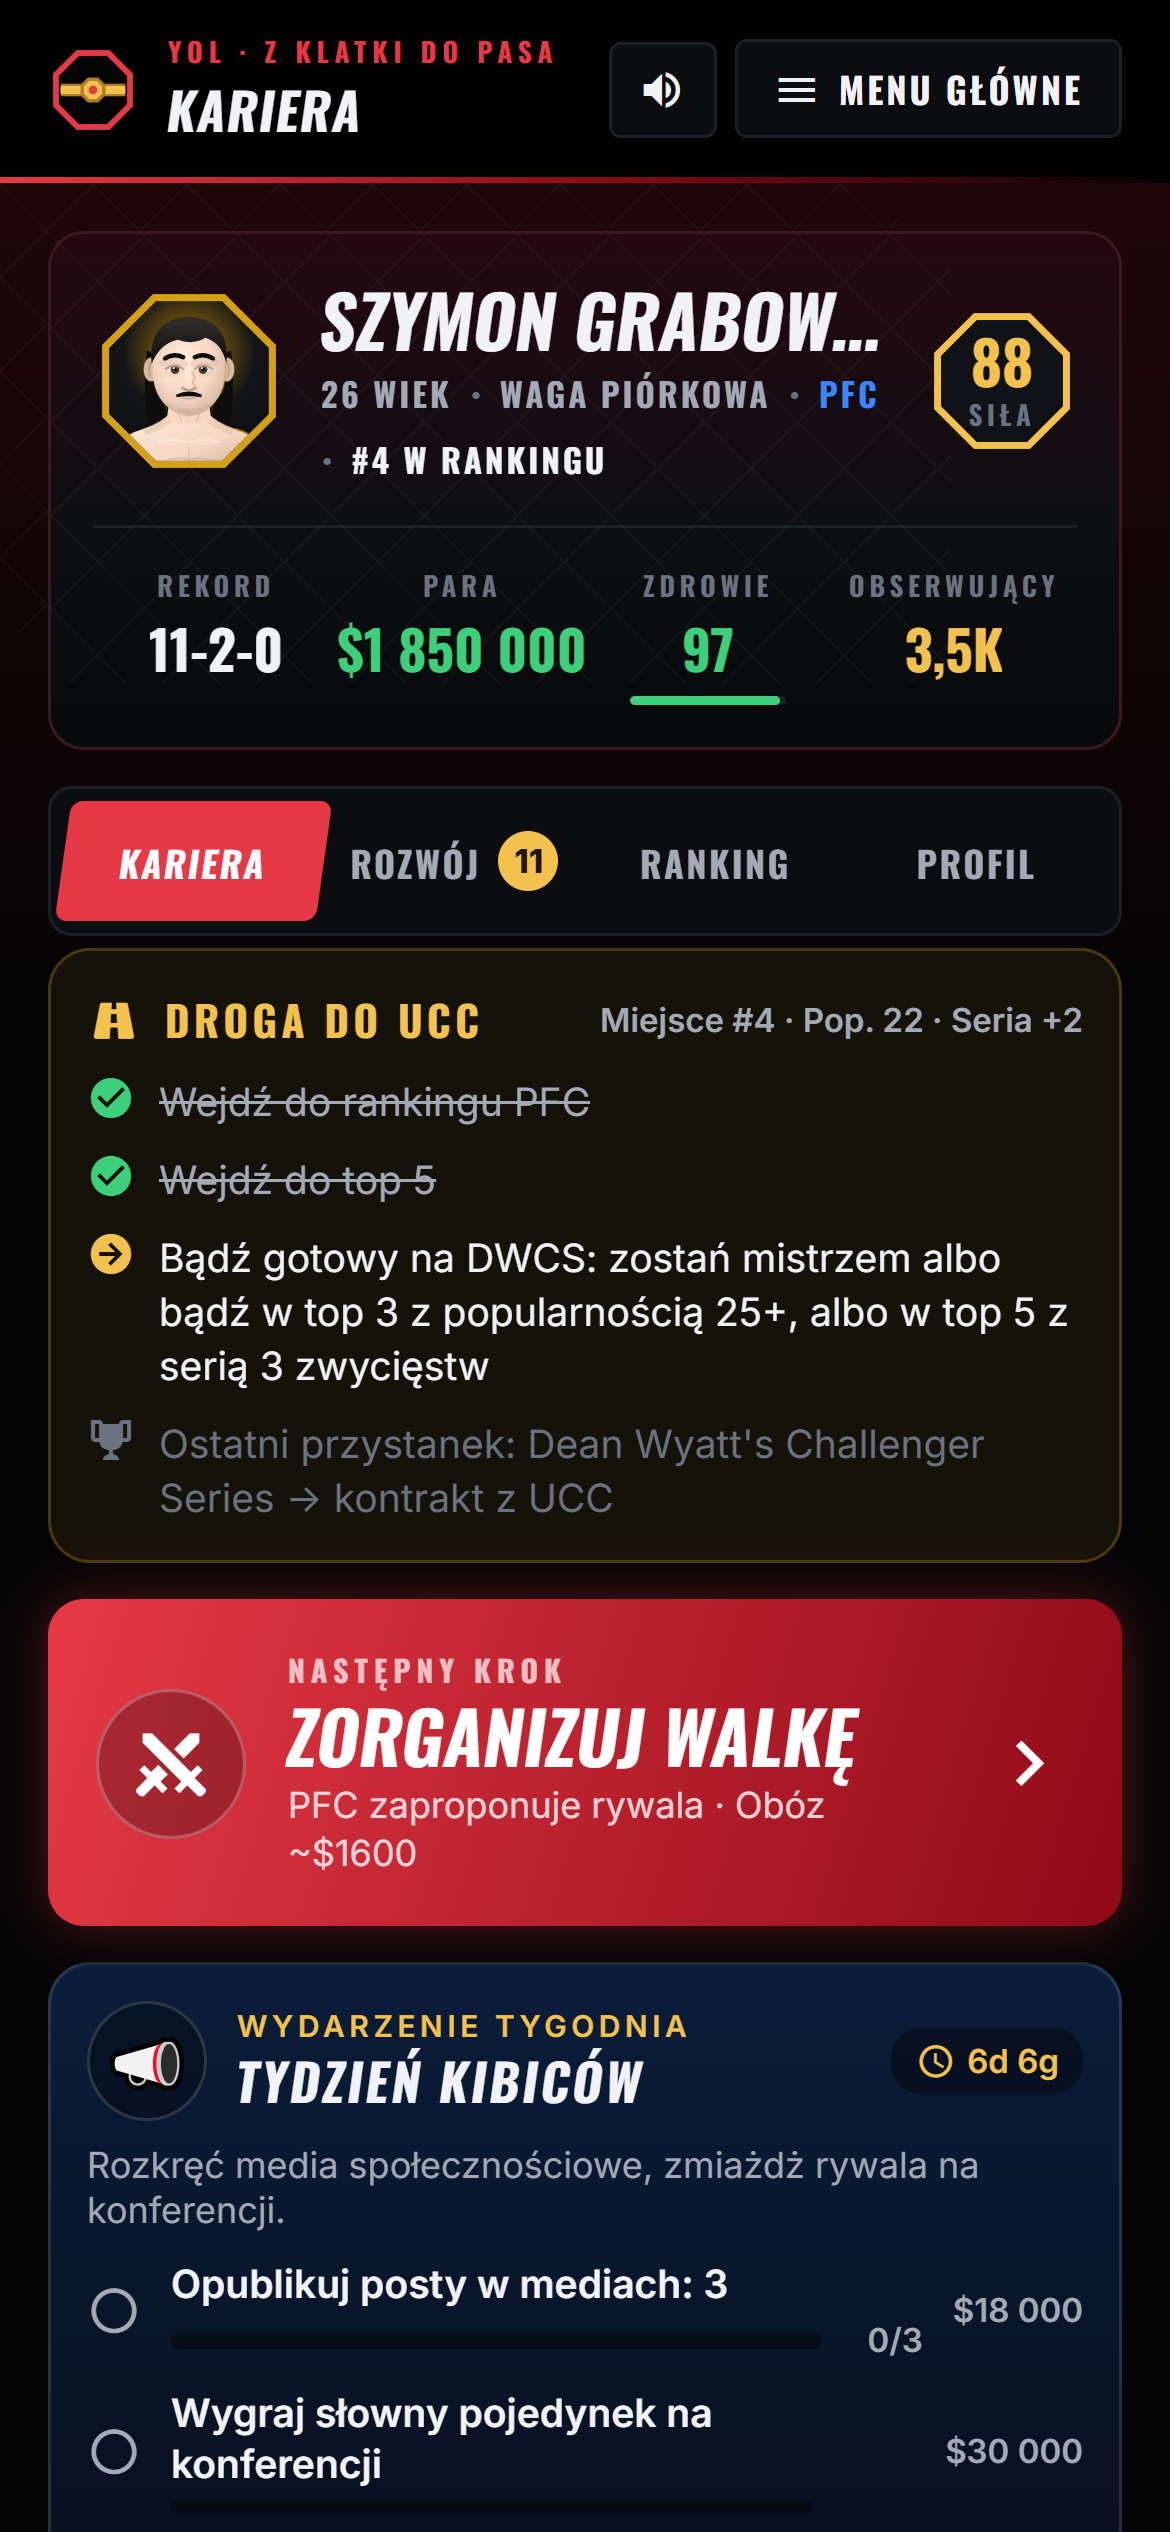 YOL · Z KLATKI DO PASA
KARIERA
MENU GŁÓWNE
SZYMON GRABOW...
26 WIEK · WAGA PIÓRKOWA · PFC
· #4 W RANKINGU
88
SIŁA
REKORD
11-2-0
PARA
$1 850 000
ZDROWIE
97
OBSERWUJĄCY
3,5K
KARIERA
ROZWÓJ 11
RANKING
PROFIL
DROGA DO UCC
Miejsce #4 · Pop. 22 · Seria +2
Wejdź do rankingu PFC
Wejdź do top 5
Bądź gotowy na DWCS: zostań mistrzem albo
bądź w top 3 z popularnością 25+, albo w top 5 z
serią 3 zwycięstw
Ostatni przystanek: Dean Wyatt's Challenger
Series → kontrakt z UCC
NASTĘPNY KROK
ZORGANIZUJ WALKĘ
PFC zaproponuje rywala · Obóz
~$1600
WYDARZENIE TYGODNIA
TYDZIEŃ KIBICÓW
6d 6g
Rozkręć media społecznościowe, zmiażdż rywala na
konferencji.
Opublikuj posty w mediach: 3
0/3
$18 000
Wygraj słowny pojedynek na
konferencji
$30 000